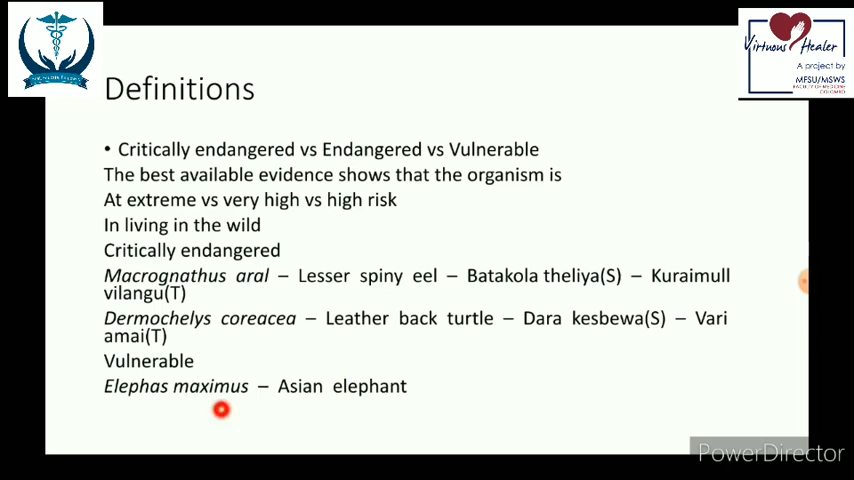 Virtuous Healer
A project by
MFSU/MSWS
FACULTY OF MEDICINE
COLOMBO
Definitions
• Critically endangered vs Endangered vs Vulnerable
The best available evidence shows that the organism is
At extreme vs very high vs high risk
In living in the wild
Critically endangered
Macrognathus aral – Lesser spiny eel – Batakola theliya(S) – Kuraimull
vilangu(T)
Dermochelys coreacea – Leather back turtle – Dara kesbewa(S) – Vari
amai(T)
Vulnerable
Elephas maximus – Asian elephant
PowerDirector